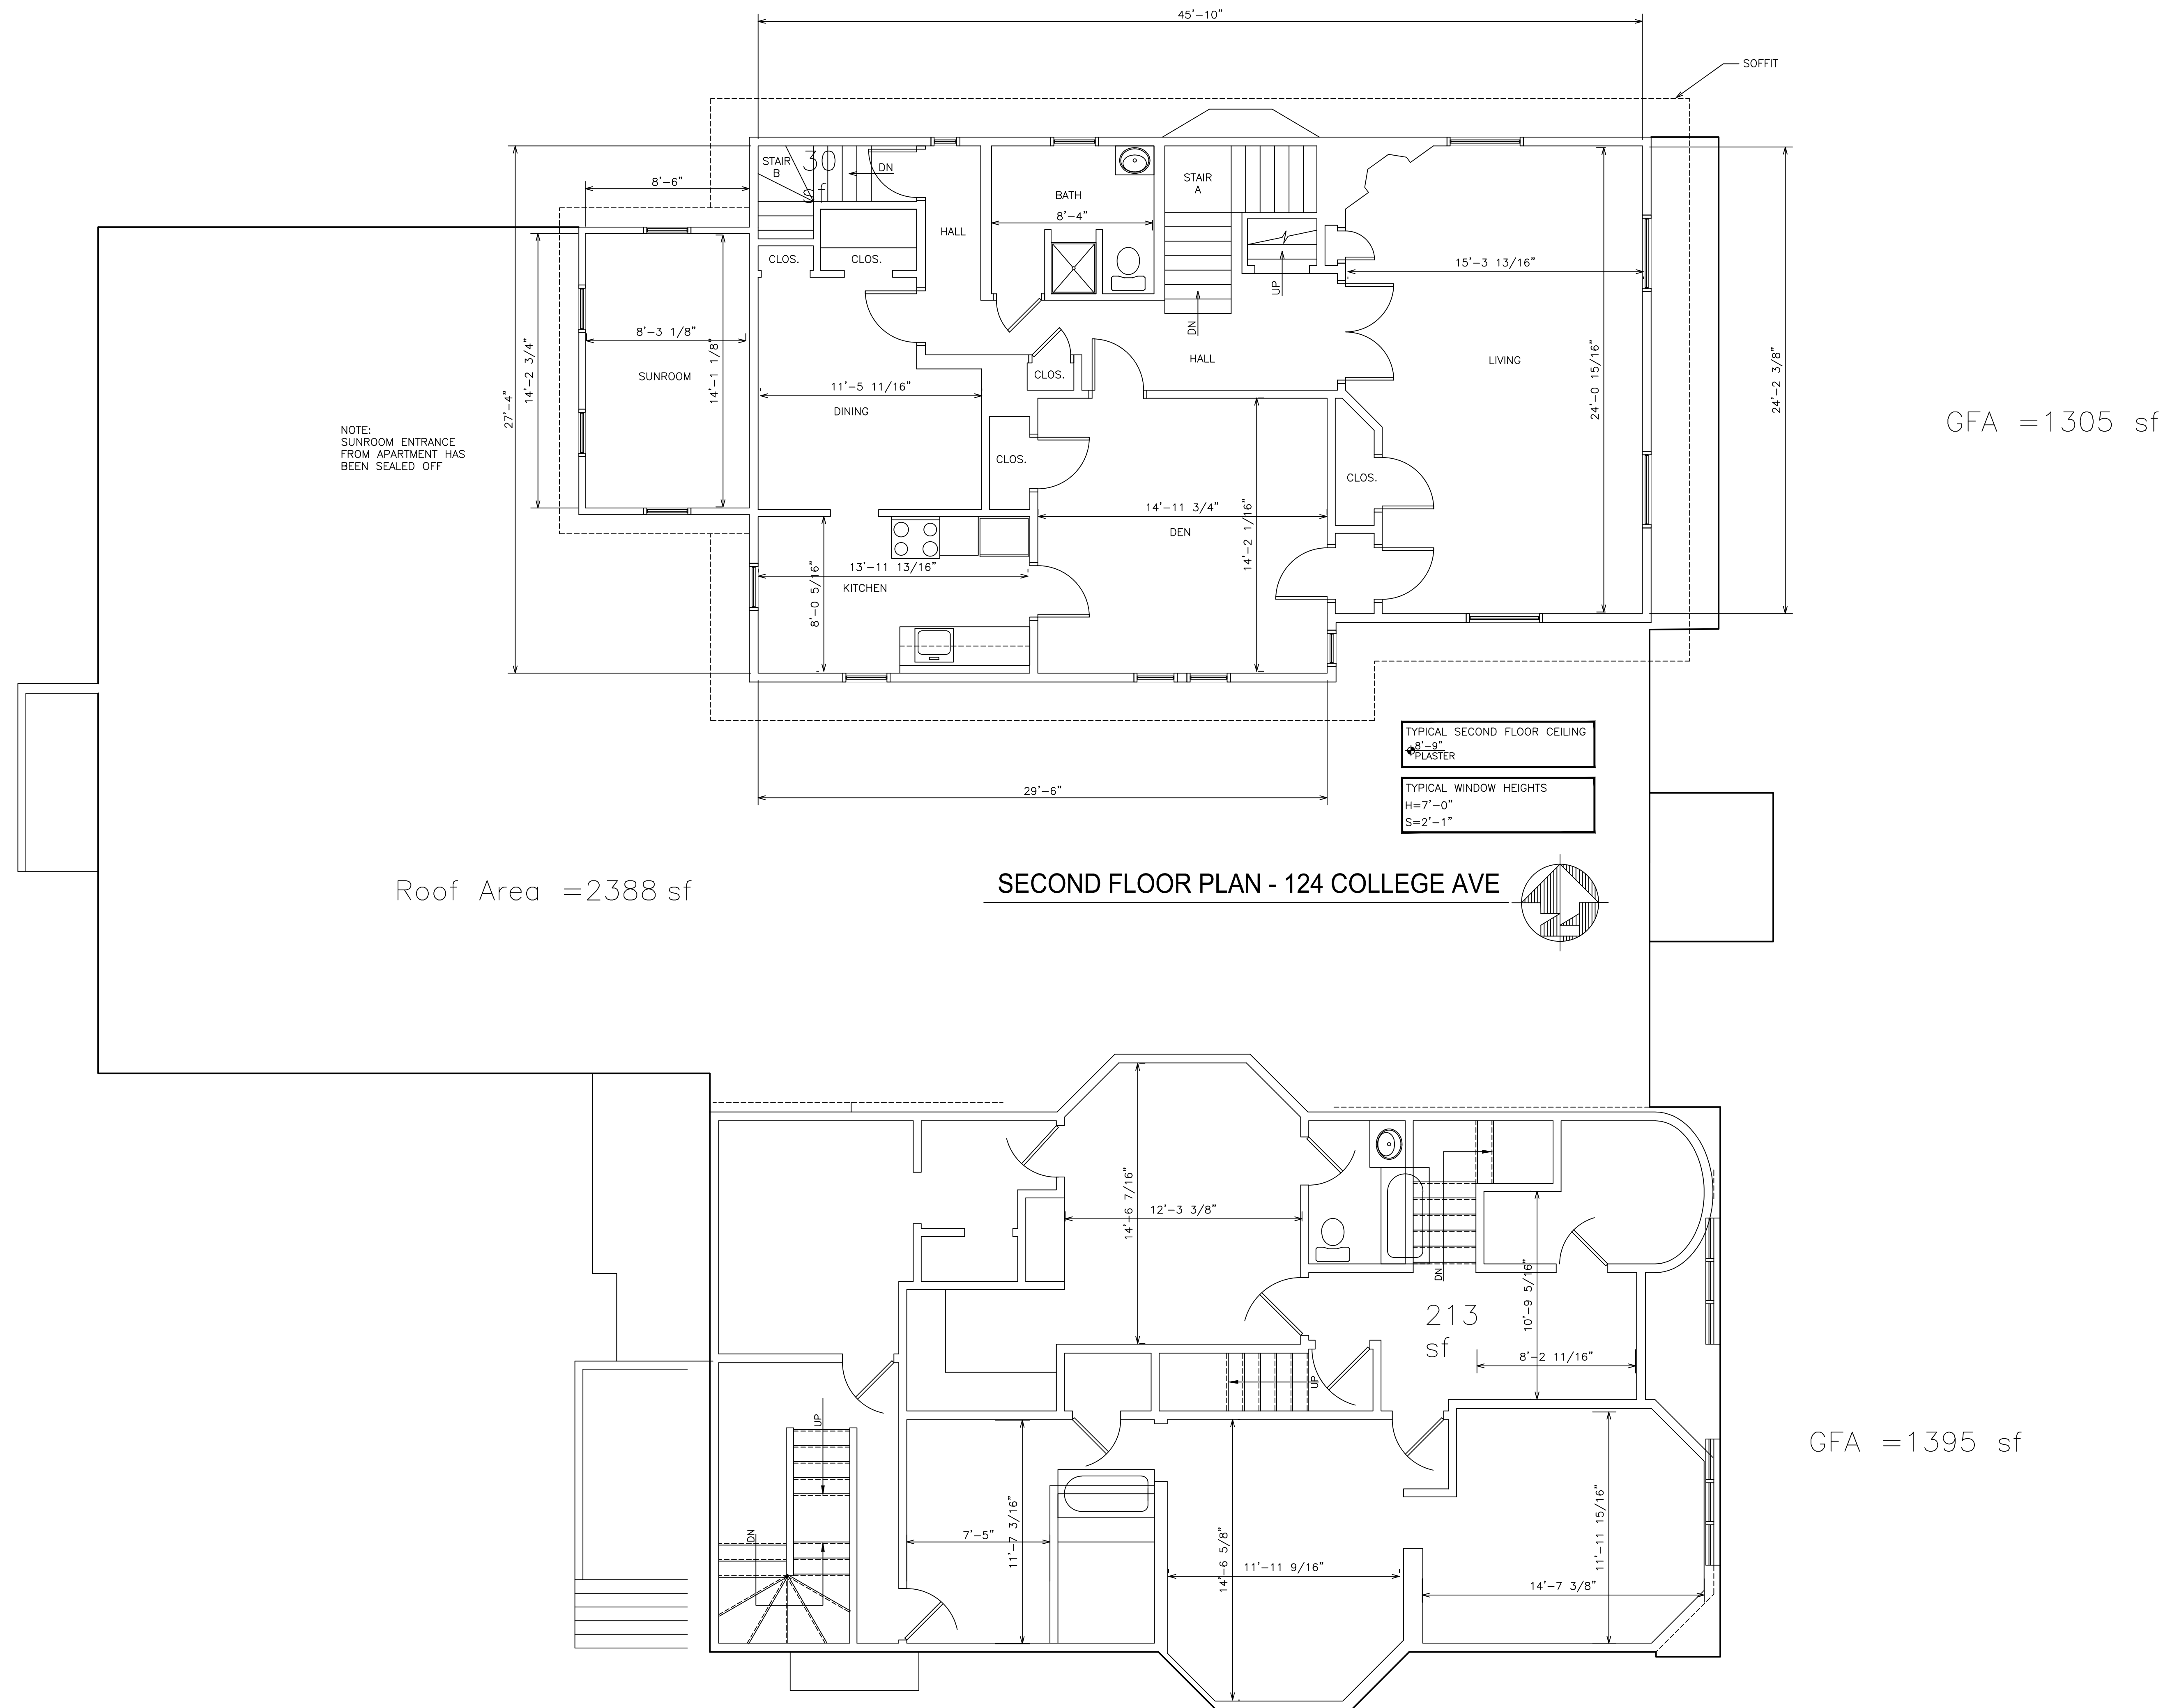 45'-10"
SOFFIT
STAIR
B
30
sf
DN
STAIR
A
8'-6"
BATH
8'-4"
HALL
CLOS.
CLOS.
15'-3 13/16"
UP
DN
8'-3 1/8"
HALL
LIVING
SUNROOM
14'-2 3/4"
14'-1 1/8"
27'-4"
24'-0 15/16"
24'-2 3/8"
CLOS.
11'-5 11/16"
DINING
GFA =1305 sf
NOTE:
SUNROOM ENTRANCE
FROM APARTMENT HAS
BEEN SEALED OFF
CLOS.
CLOS.
14'-11 3/4"
DEN
14'-2 1/16"
13'-11 13/16"
KITCHEN
8'-0 5/16"
TYPICAL SECOND FLOOR CEILING
8'-9"
PLASTER
29'-6"
TYPICAL WINDOW HEIGHTS
H=7'-0"
S=2'-1"
Roof Area =2388 sf
SECOND FLOOR PLAN - 124 COLLEGE AVE
14'-6 7/16"
12'-3 3/8"
DN
10'-9 5/16"
213
sf
8'-2 11/16"
UP
UP
GFA =1395 sf
DN
7'-5"
11'-7 3/16"
14'-6 5/8"
11'-11 9/16"
11'-11 15/16"
14'-7 3/8"